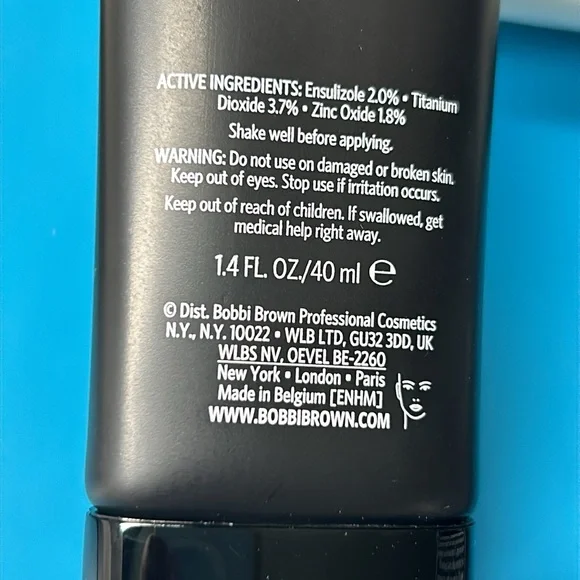 ACTIVE INGREDIENTS: Ensulizole 2.0% • Titanium
Dioxide 3.7% • Zinc Oxide 1.8%
Shake well before applying.
WARNING: Do not use on damaged or broken skin.
Keep out of eyes. Stop use if irritation occurs.
Keep out of reach of children. If swallowed, get
medical help right away.
1.4 FL. OZ./40 ml ℮
© Dist. Bobbi Brown Professional Cosmetics
N.Y., N.Y. 10022 • WLB LTD, GU32 3DD, UK
WLBS NV, OEVEL BE-2260
New York • London • Paris
Made in Belgium [ENHM]
WWW.BOBBIBROWN.COM